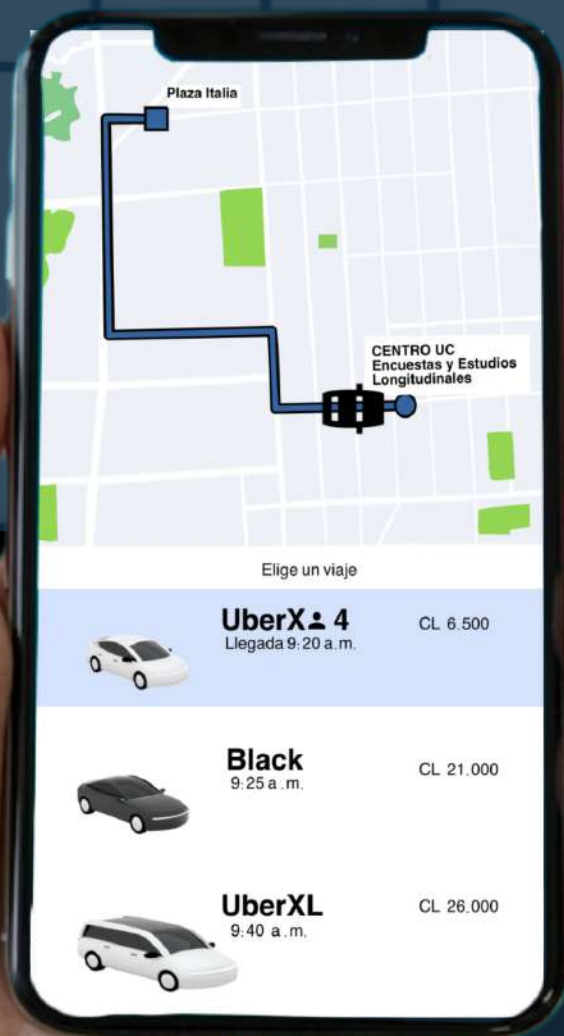 Plaza Italia
CENTRO UC
Encuestas y Estudios
Longitudinales
Elige un viaje
UberX 4
CL 6.500
Llegada 9:20 a.m.
Black
CL 21.000
9:25 a.m.
UberXL
CL 26.000
9:40 a.m.